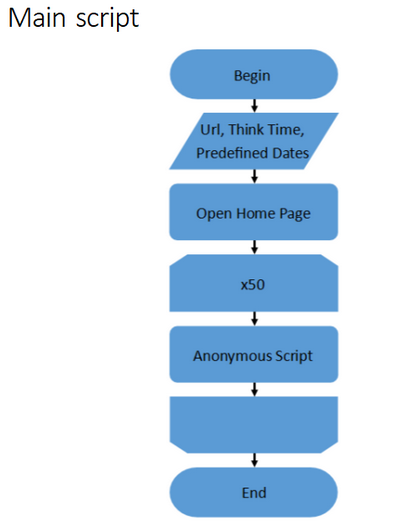 Main script
Begin
Url, Think Time,
Predefined Dates
Open Home Page
x50
Anonymous Script
End